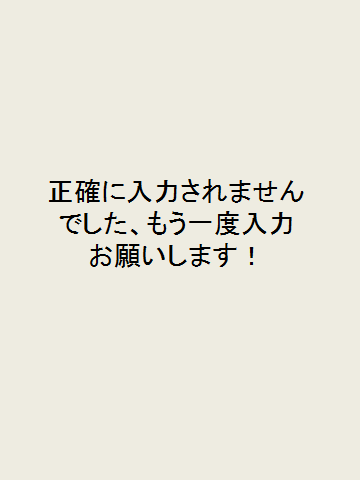 正確に入力されません
でした、もう一度入力
お願いします！